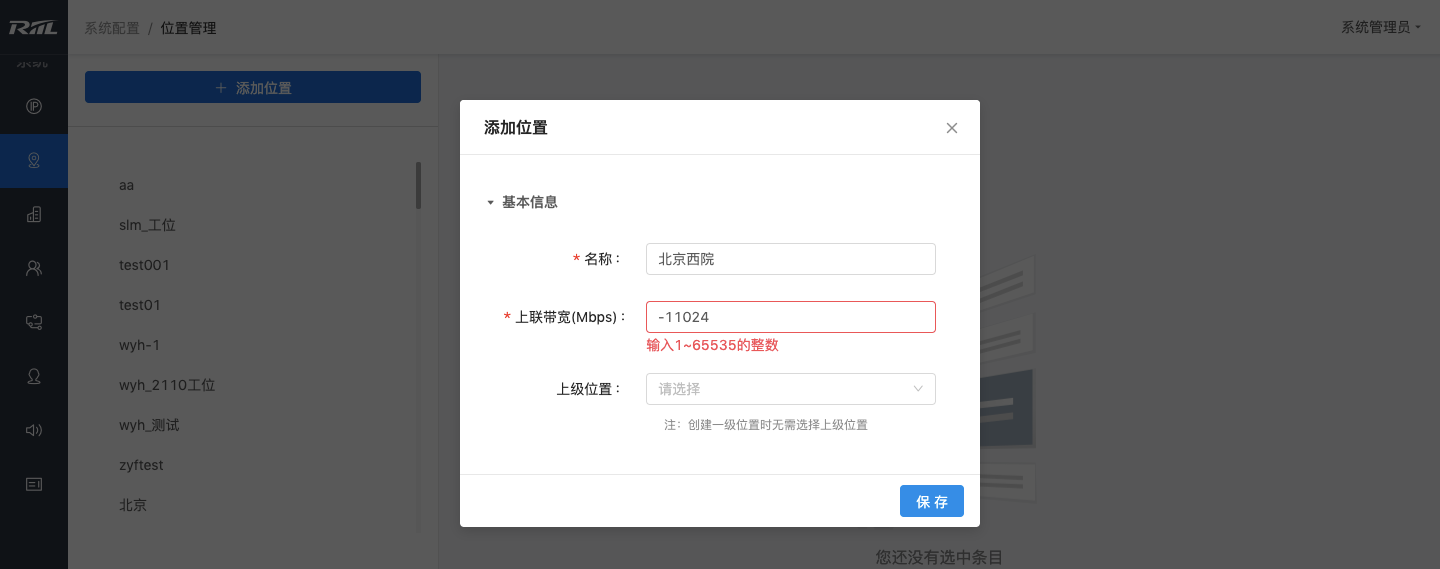 系统配置 / 位置管理
系统管理员
系统
+ 添加位置
aa
slm_工位
test001
test01
wyh-1
wyh_2110工位
wyh_测试
zyftest
北京
添加位置
基本信息
* 名称：
北京西院
* 上联带宽(Mbps)：
-11024
输入1~65535的整数
上级位置：
请选择
注：创建一级位置时无需选择上级位置
保 存
您还没有选中条目